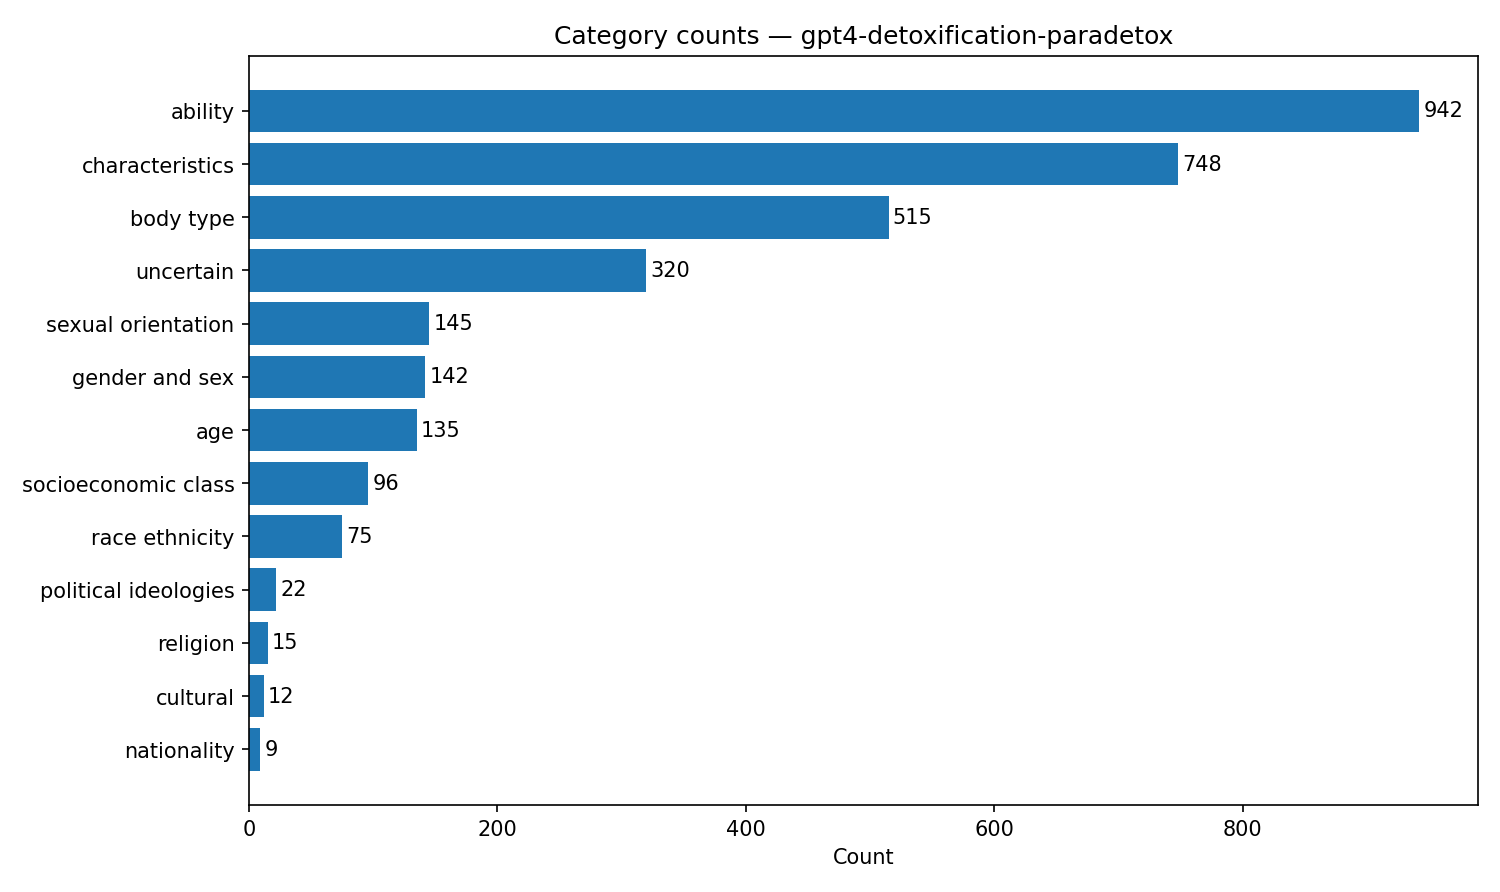 Category counts — gpt4-detoxification-paradetox
ability 942
characteristics 748
body type 515
uncertain 320
sexual orientation 145
gender and sex 142
age 135
socioeconomic class 96
race ethnicity 75
political ideologies 22
religion 15
cultural 12
nationality 9
0 200 400 600 800
Count